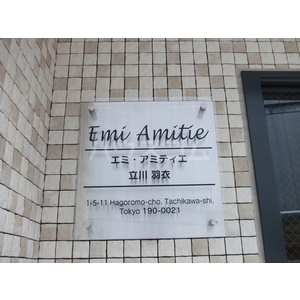 Emi Amitie
エミ・アミティエ
立川 羽衣
1-5-11 Hagoromo-cho. Tachikawa-shi.
Tokyo 190-0021